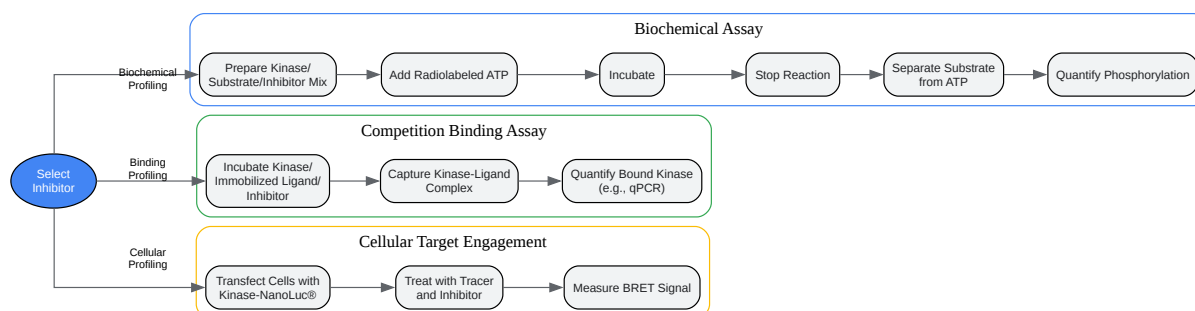 Biochemical Assay
Biochemical
Profiling
Prepare Kinase/
Substrate/Inhibitor Mix
Add Radiolabeled ATP
Incubate
Stop Reaction
Separate Substrate
from ATP
Quantify Phosphorylation
Competition Binding Assay
Select
Inhibitor
Binding
Profiling
Incubate Kinase/
Immobilized Ligand/
Inhibitor
Capture Kinase-Ligand
Complex
Quantify Bound Kinase
(e.g., qPCR)
Cellular Target Engagement
Cellular
Profiling
Transfect Cells with
Kinase-NanoLuc®
Treat with Tracer
and Inhibitor
Measure BRET Signal